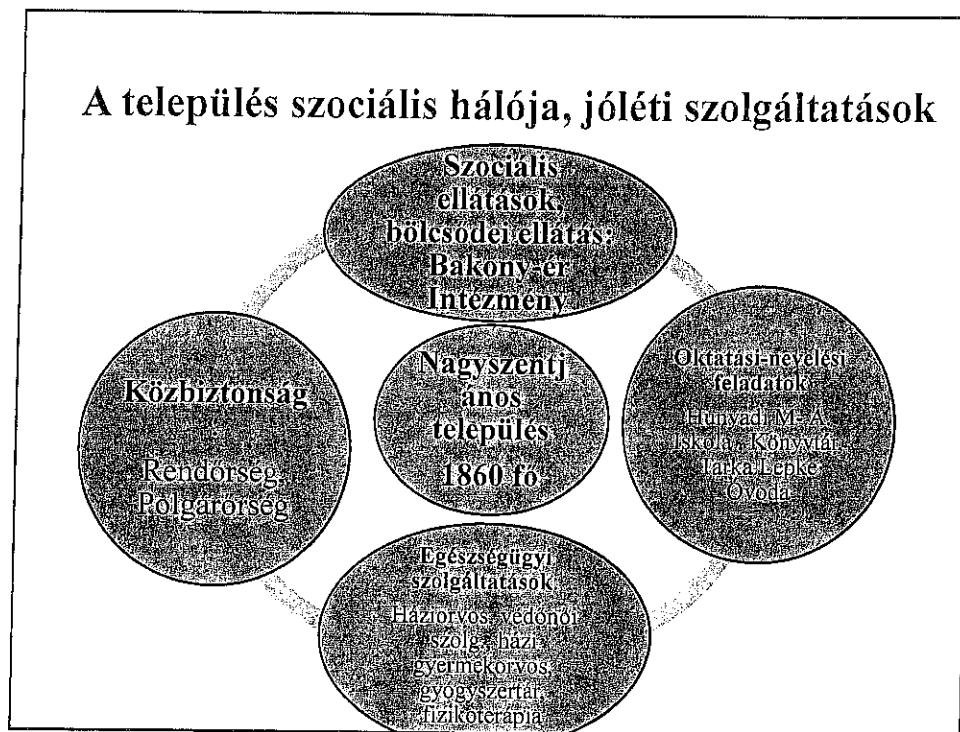 A település szociális hálója, jóléti szolgáltatások
Szociális
ellátások,
bölcsődei ellátás:
Bakony-ér
Intézmény
Közbiztonság
Rendőrség,
Polgárőrség
Nagyszentj
ános
település
1860 fő
Oktatási-nevelési
feladatok
Hunyadi M. Á.
Iskola, Könyvtár,
Tarka Lepke
Óvoda
Egészségügyi
szolgáltatások
Háziorvos, védőnői
szolg., házi
gyermekorvos,
gyógyszertár,
fizikoterápia